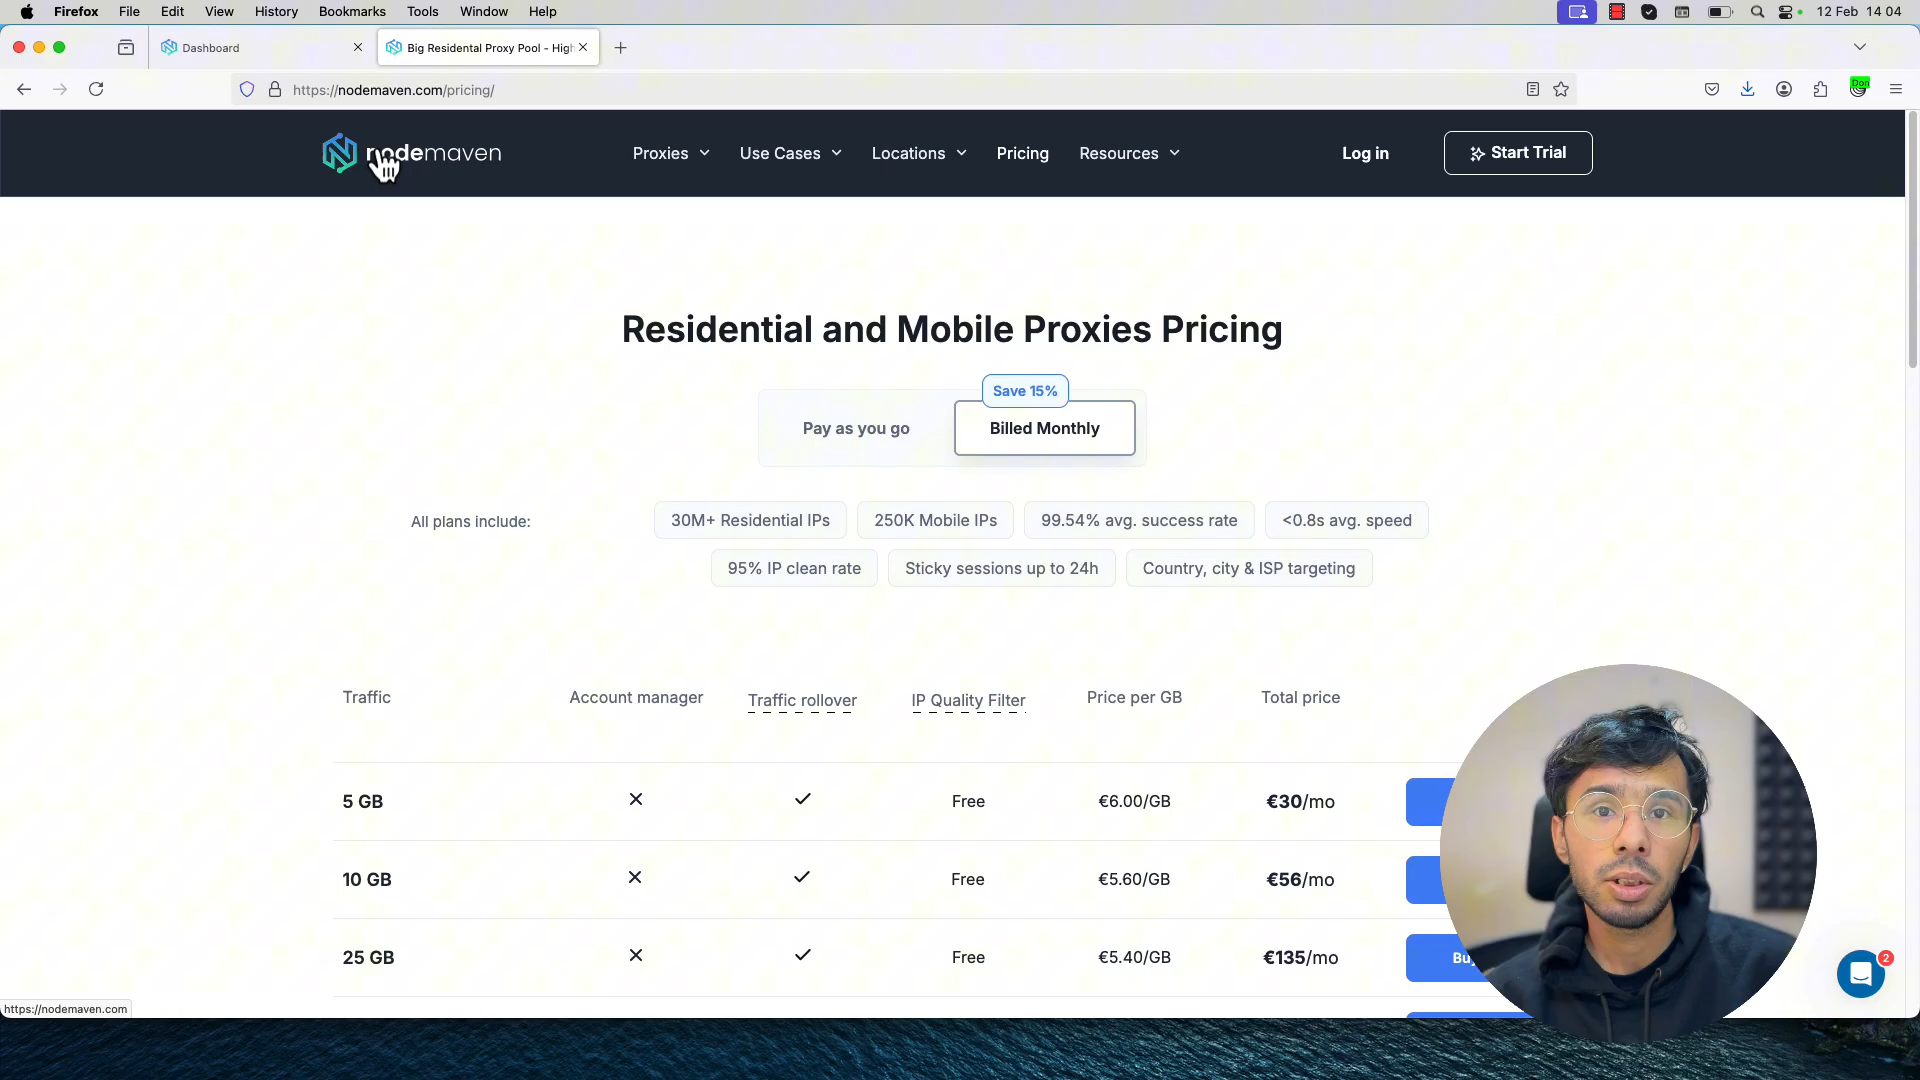 Firefox File Edit View History Bookmarks Tools Window Help 12 Feb 14 04
Dashboard Big Residental Proxy Pool - High
https://nodemaven.com/pricing/ Don
nodemaven Proxies Use Cases Locations Pricing Resources Log in Start Trial
Residential and Mobile Proxies Pricing
Save 15%
Pay as you go Billed Monthly
All plans include: 30M+ Residential IPs 250K Mobile IPs 99.54% avg. success rate <0.8s avg. speed
95% IP clean rate Sticky sessions up to 24h Country, city & ISP targeting
Traffic Account manager Traffic rollover IP Quality Filter Price per GB Total price
5 GB Free €6.00/GB €30/mo
10 GB Free €5.60/GB €56/mo
25 GB Free €5.40/GB €135/mo
2
https://nodemaven.com